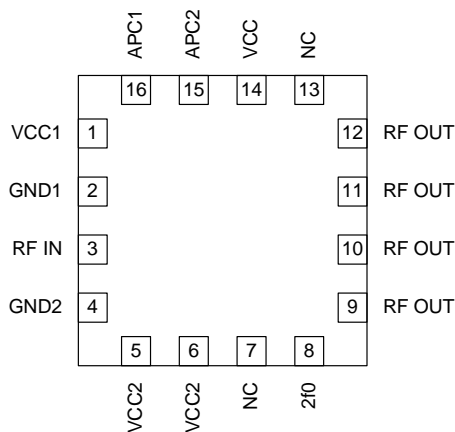 APC1 APC2 VCC NC
16 15 14 13
VCC1 1 12 RF OUT
GND1 2 11 RF OUT
RF IN 3 10 RF OUT
GND2 4 9 RF OUT
5 6 7 8
VCC2 VCC2 NC 2f0